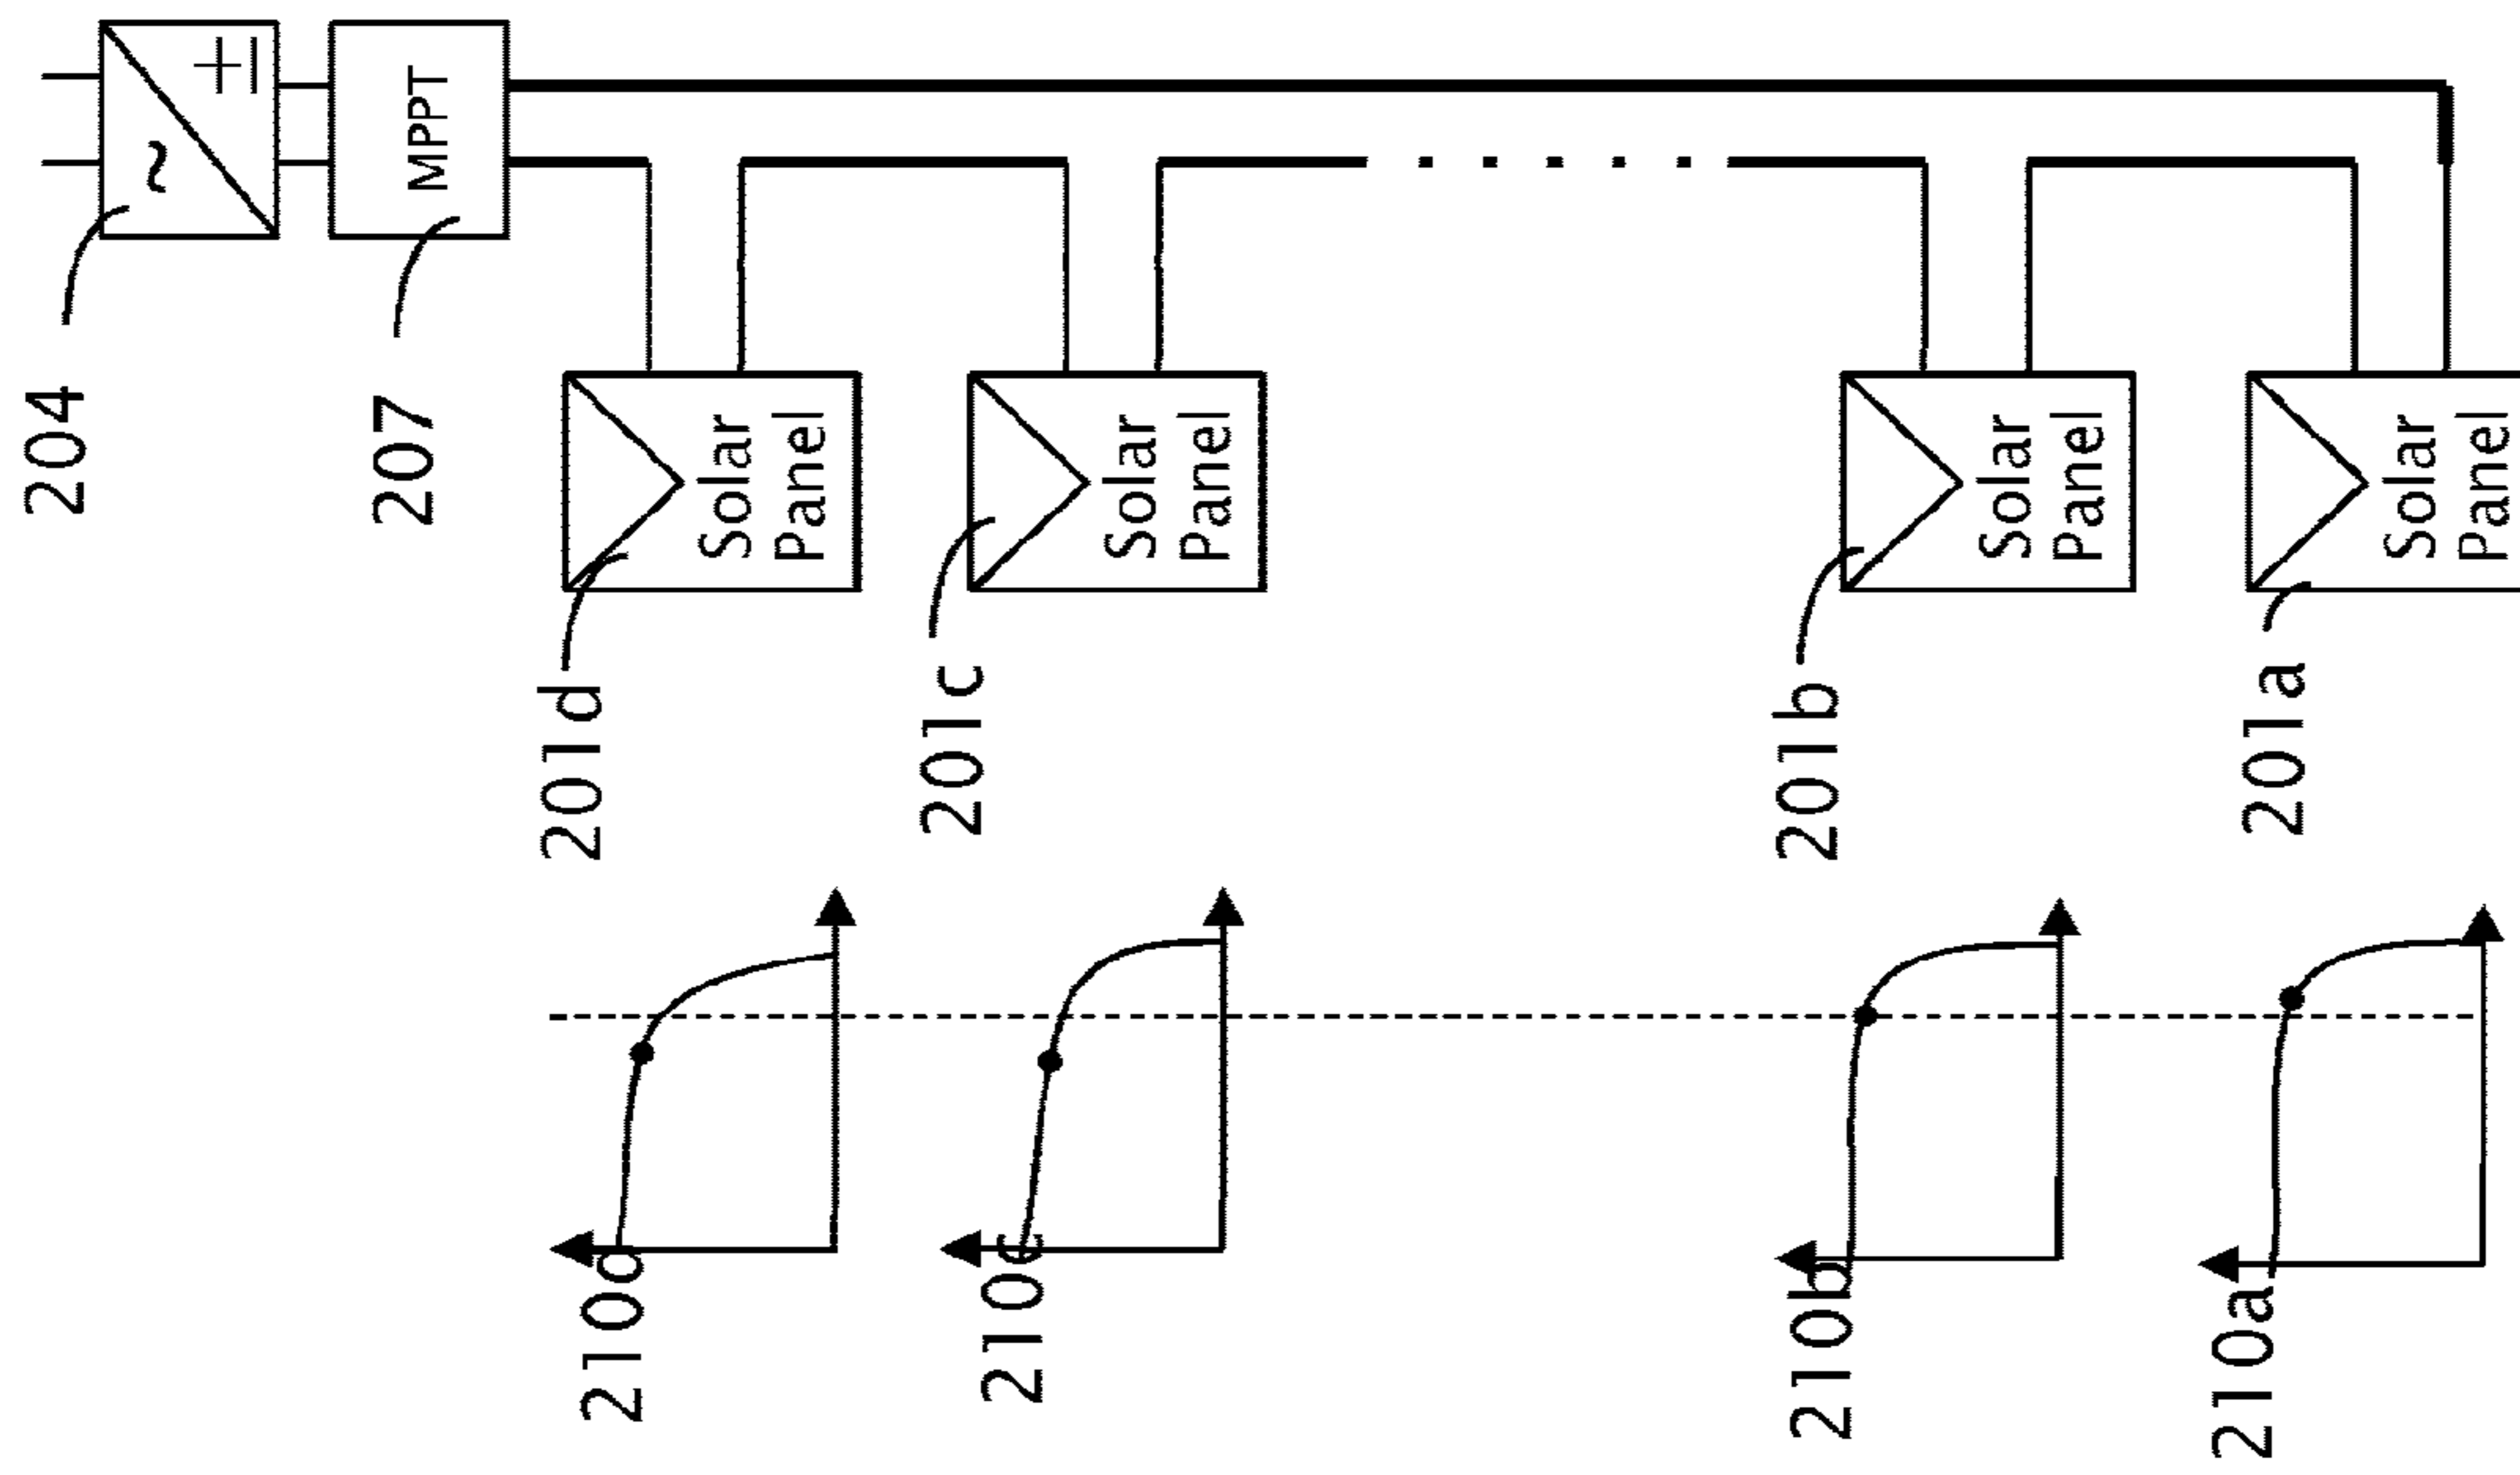 204
207
MPPT
~
201d
Solar
Panel
201c
Solar
Panel
201b
Solar
Panel
201a
Solar
Panel
210d
210c
210b
210a